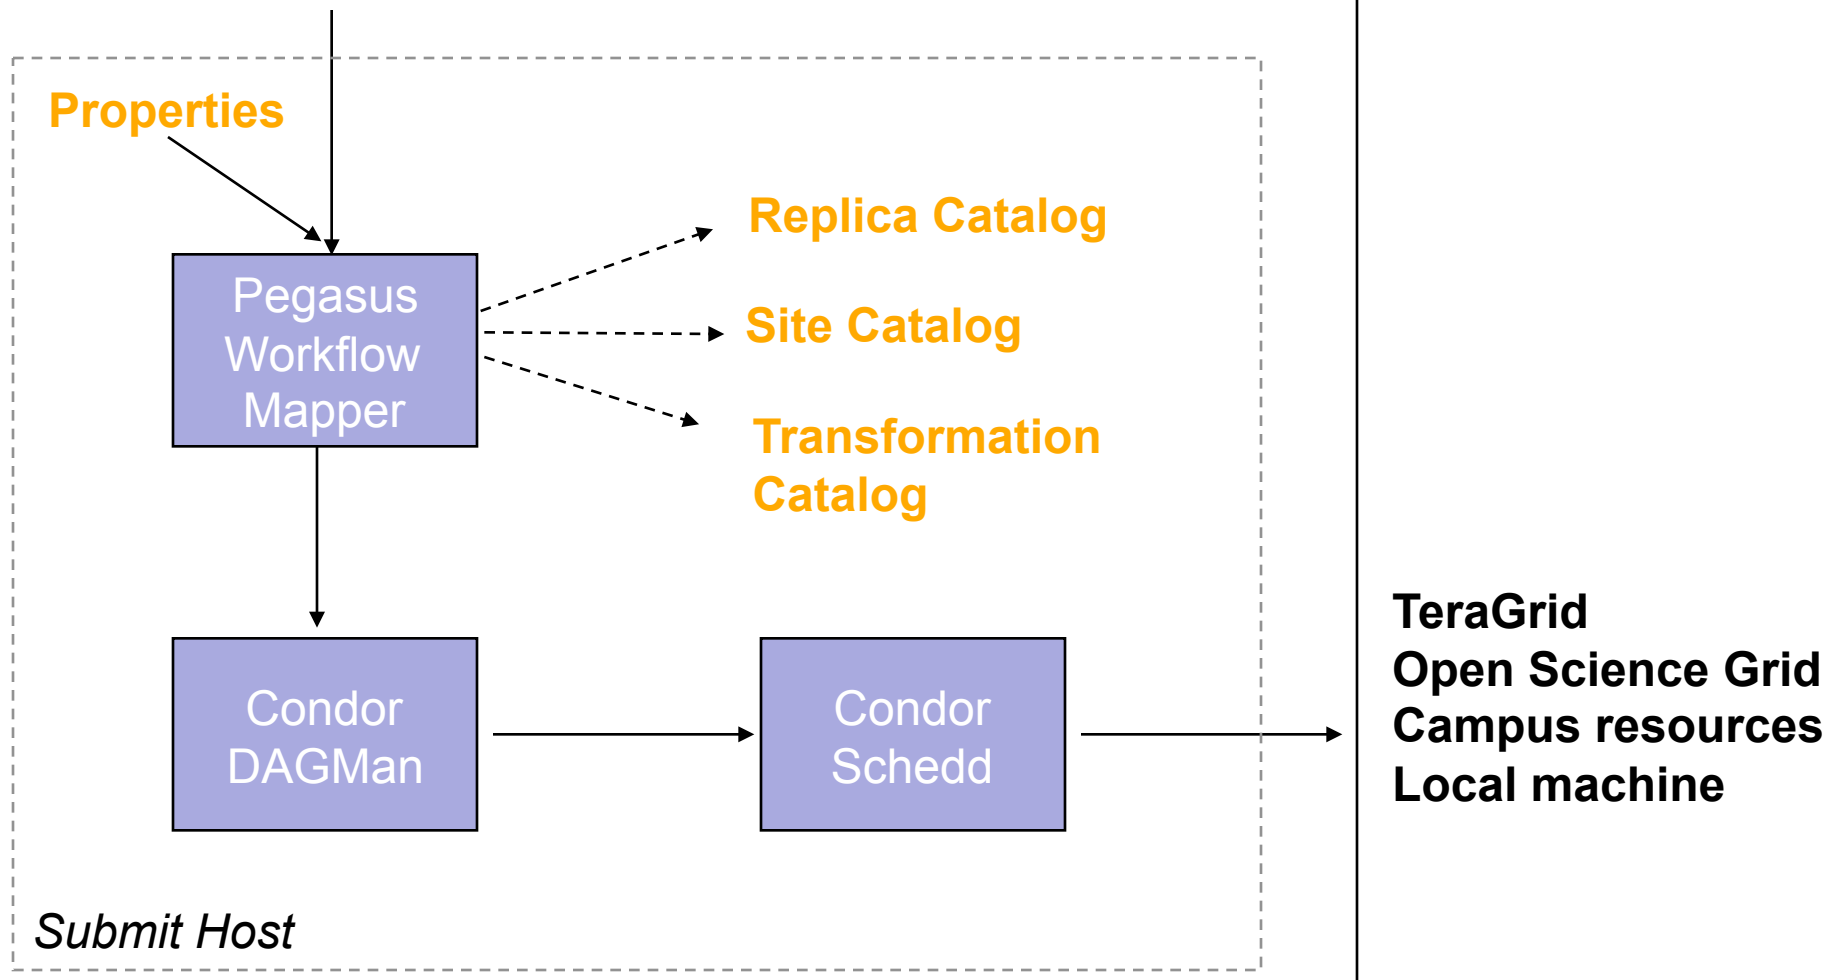 Properties
Replica Catalog
Pegasus
Workflow
Mapper
Site Catalog
Transformation
Catalog
Condor
DAGMan
Condor
Schedd
TeraGrid
Open Science Grid
Campus resources
Local machine
Submit Host